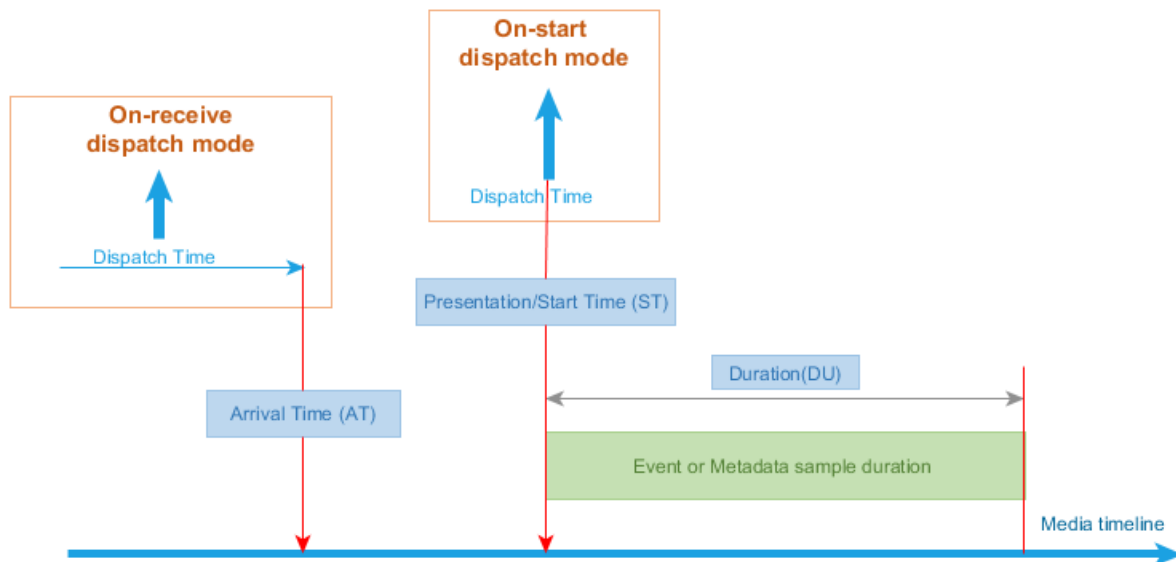 On-start
dispatch mode
On-receive
dispatch mode
Dispatch Time
Dispatch Time
Presentation/Start Time (ST)
Duration(DU)
Arrival Time (AT)
Event or Metadata sample duration
Media timeline